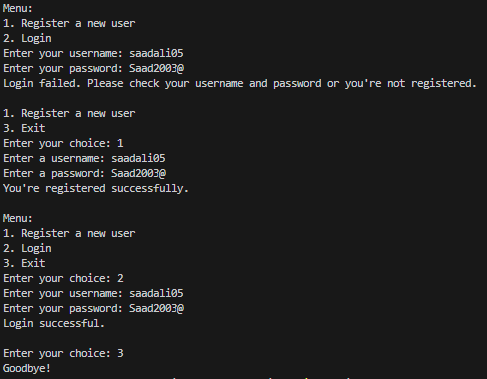 Menu:
1. Register a new user
2. Login
Enter your username: saadali05
Enter your password: Saad2003@
Login failed. Please check your username and password or you're not registered.
1. Register a new user
3. Exit
Enter your choice: 1
Enter a username: saadali05
Enter a password: Saad2003@
You're registered successfully.
Menu:
1. Register a new user
2. Login
3. Exit
Enter your choice: 2
Enter your username: saadali05
Enter your password: Saad2003@
Login successful.
Enter your choice: 3
Goodbye!